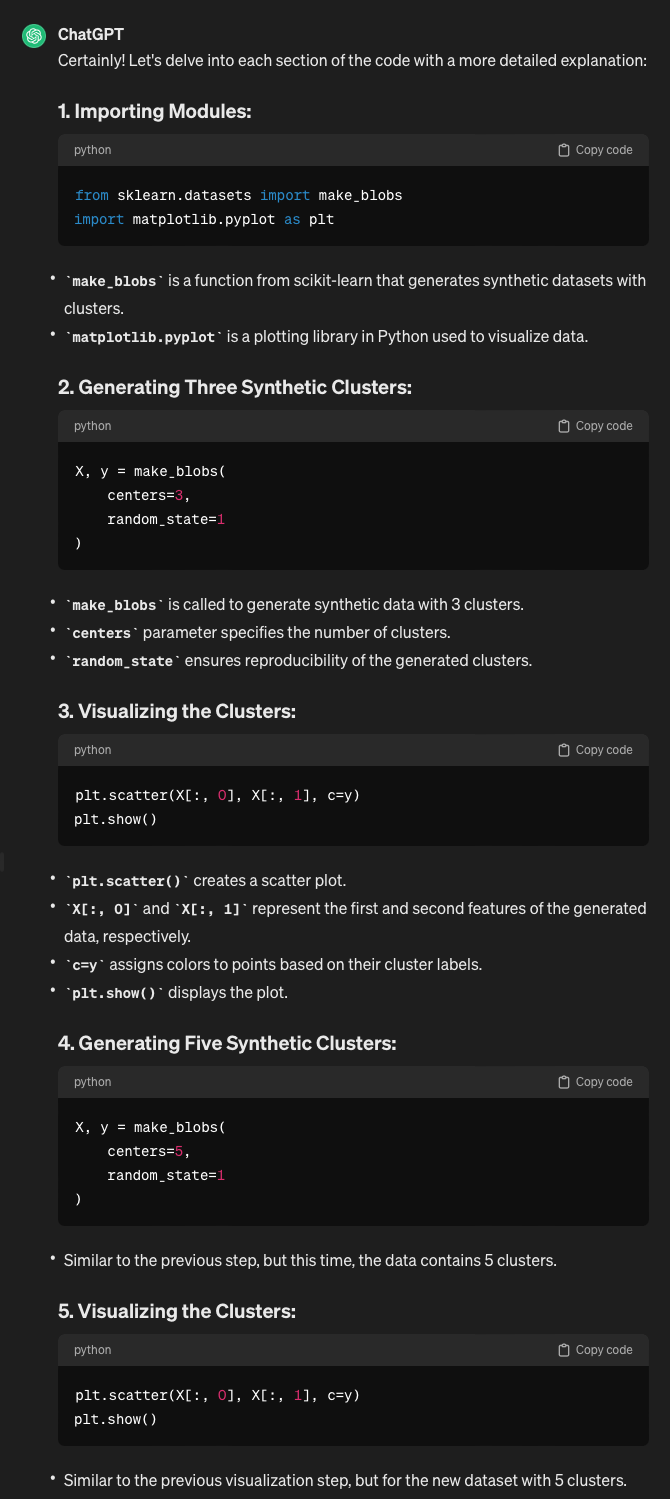 ChatGPT
Certainly! Let's delve into each section of the code with a more detailed explanation:
1. Importing Modules:
python
Copy code
from sklearn.datasets import make_blobs
import matplotlib.pyplot as plt
• `make_blobs` is a function from scikit-learn that generates synthetic datasets with
clusters.
• `matplotlib.pyplot` is a plotting library in Python used to visualize data.
2. Generating Three Synthetic Clusters:
python
Copy code
X, y = make_blobs(
    centers=3,
    random_state=1
)
• `make_blobs` is called to generate synthetic data with 3 clusters.
• `centers` parameter specifies the number of clusters.
• `random_state` ensures reproducibility of the generated clusters.
3. Visualizing the Clusters:
python
Copy code
plt.scatter(X[:, 0], X[:, 1], c=y)
plt.show()
• `plt.scatter()` creates a scatter plot.
• `X[:, 0]` and `X[:, 1]` represent the first and second features of the generated
data, respectively.
• `c=y` assigns colors to points based on their cluster labels.
• `plt.show()` displays the plot.
4. Generating Five Synthetic Clusters:
python
Copy code
X, y = make_blobs(
    centers=5,
    random_state=1
)
• Similar to the previous step, but this time, the data contains 5 clusters.
5. Visualizing the Clusters:
python
Copy code
plt.scatter(X[:, 0], X[:, 1], c=y)
plt.show()
• Similar to the previous visualization step, but for the new dataset with 5 clusters.